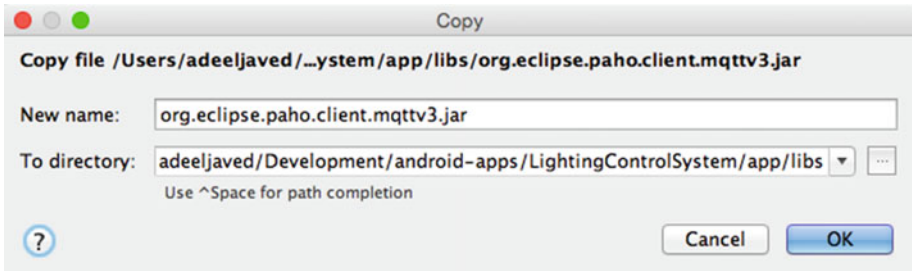 Copy
Copy file /Users/adeeljaved/...ystem/app/libs/org.eclipse.paho.client.mqttv3.jar
New name: org.eclipse.paho.client.mqttv3.jar
To directory: adeeljaved/Development/android-apps/LightingControlSystem/app/libs ...
Use ^Space for path completion
? Cancel OK